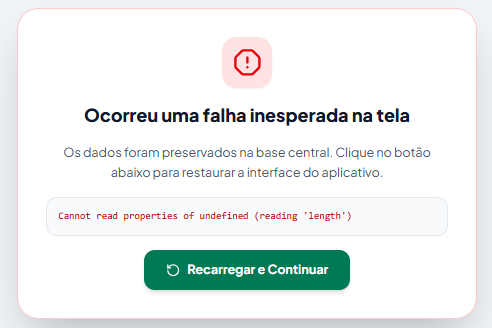 Ocorreu uma falha inesperada na tela
Os dados foram preservados na base central. Clique no botão
abaixo para restaurar a interface do aplicativo.
Cannot read properties of undefined (reading 'length')
Recarregar e Continuar